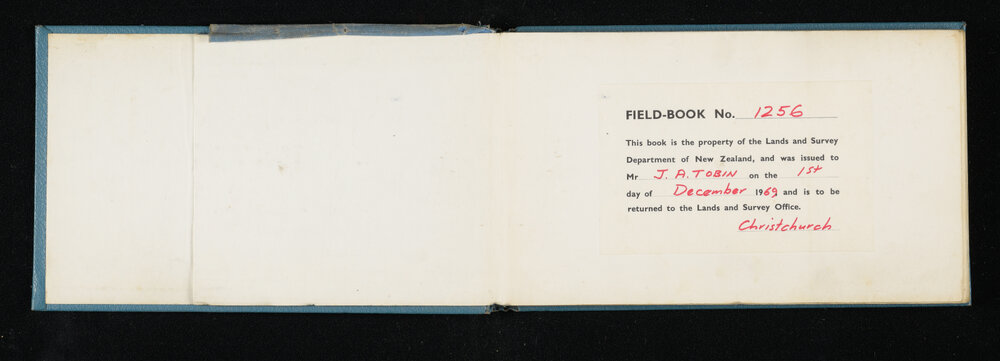 FIELD-BOOK No. 1256
This book is the property of the Lands and Survey
Department of New Zealand, and was issued to
Mr J. A. TOBIN on the 1st
day of December 1969 and is to be
returned to the Lands and Survey Office.
Christchurch